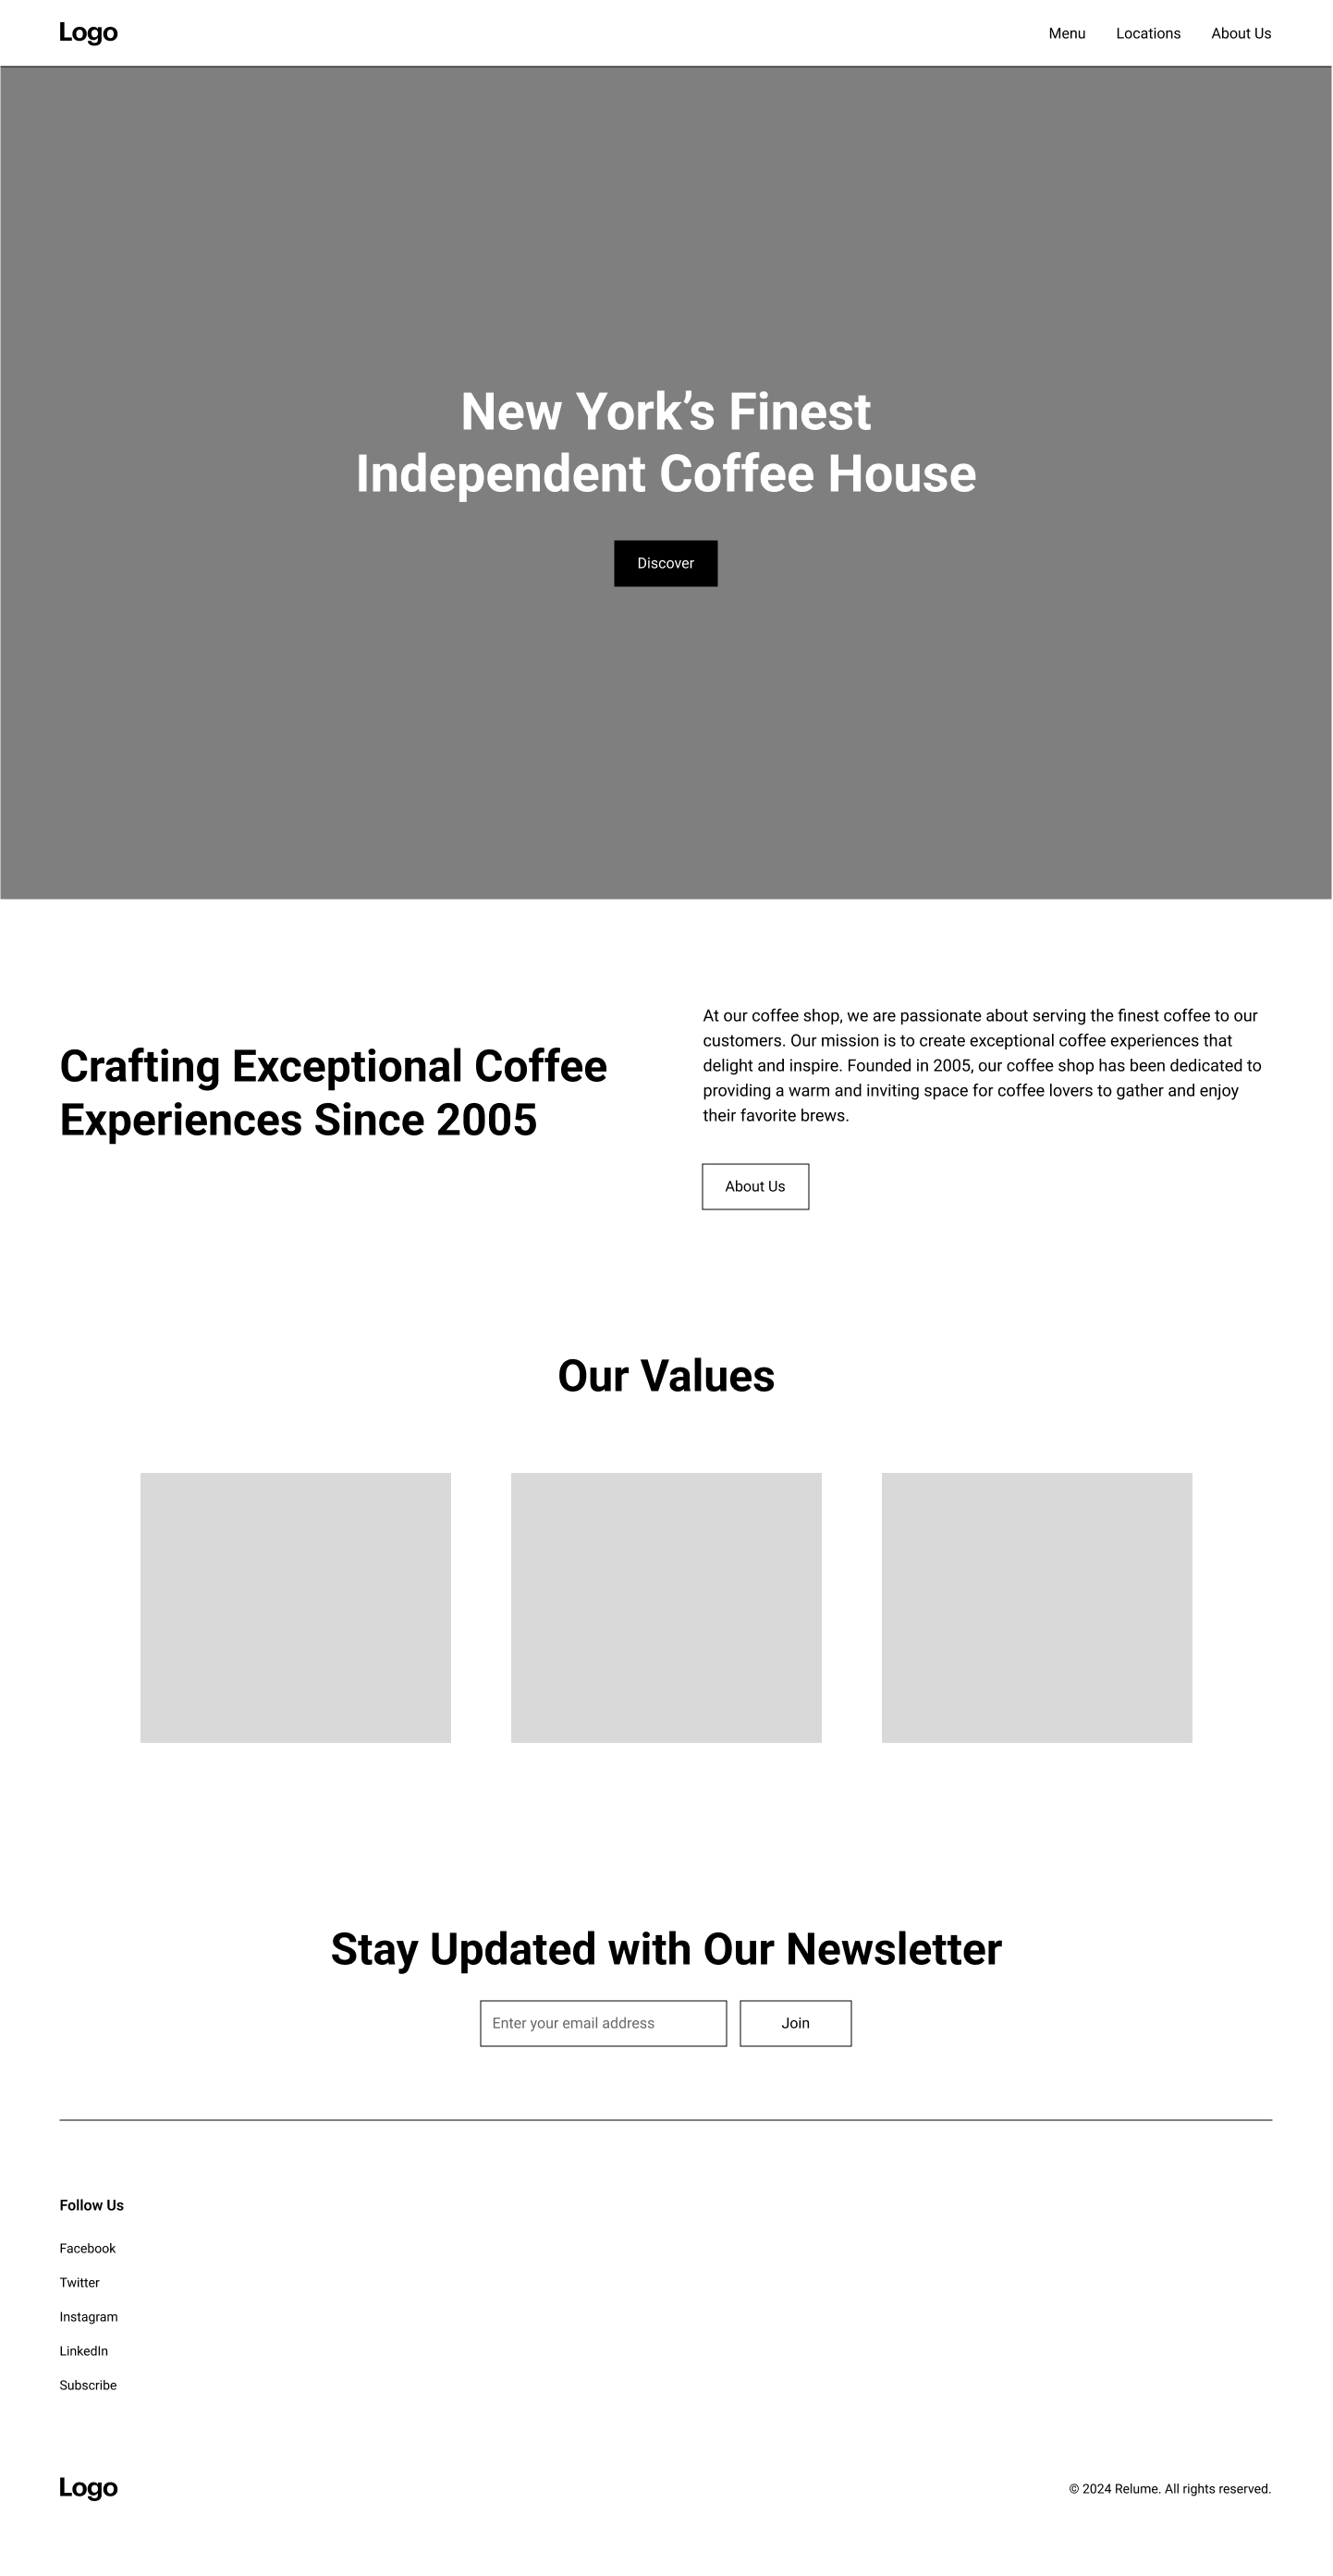 Logo
Menu
Locations
About Us
New York’s Finest
Independent Coffee House
Discover
Crafting Exceptional Coffee
Experiences Since 2005
At our coffee shop, we are passionate about serving the finest coffee to our
customers. Our mission is to create exceptional coffee experiences that
delight and inspire. Founded in 2005, our coffee shop has been dedicated to
providing a warm and inviting space for coffee lovers to gather and enjoy
their favorite brews.
About Us
Our Values
Stay Updated with Our Newsletter
Enter your email address
Join
Follow Us
Facebook
Twitter
Instagram
LinkedIn
Subscribe
Logo
© 2024 Relume. All rights reserved.